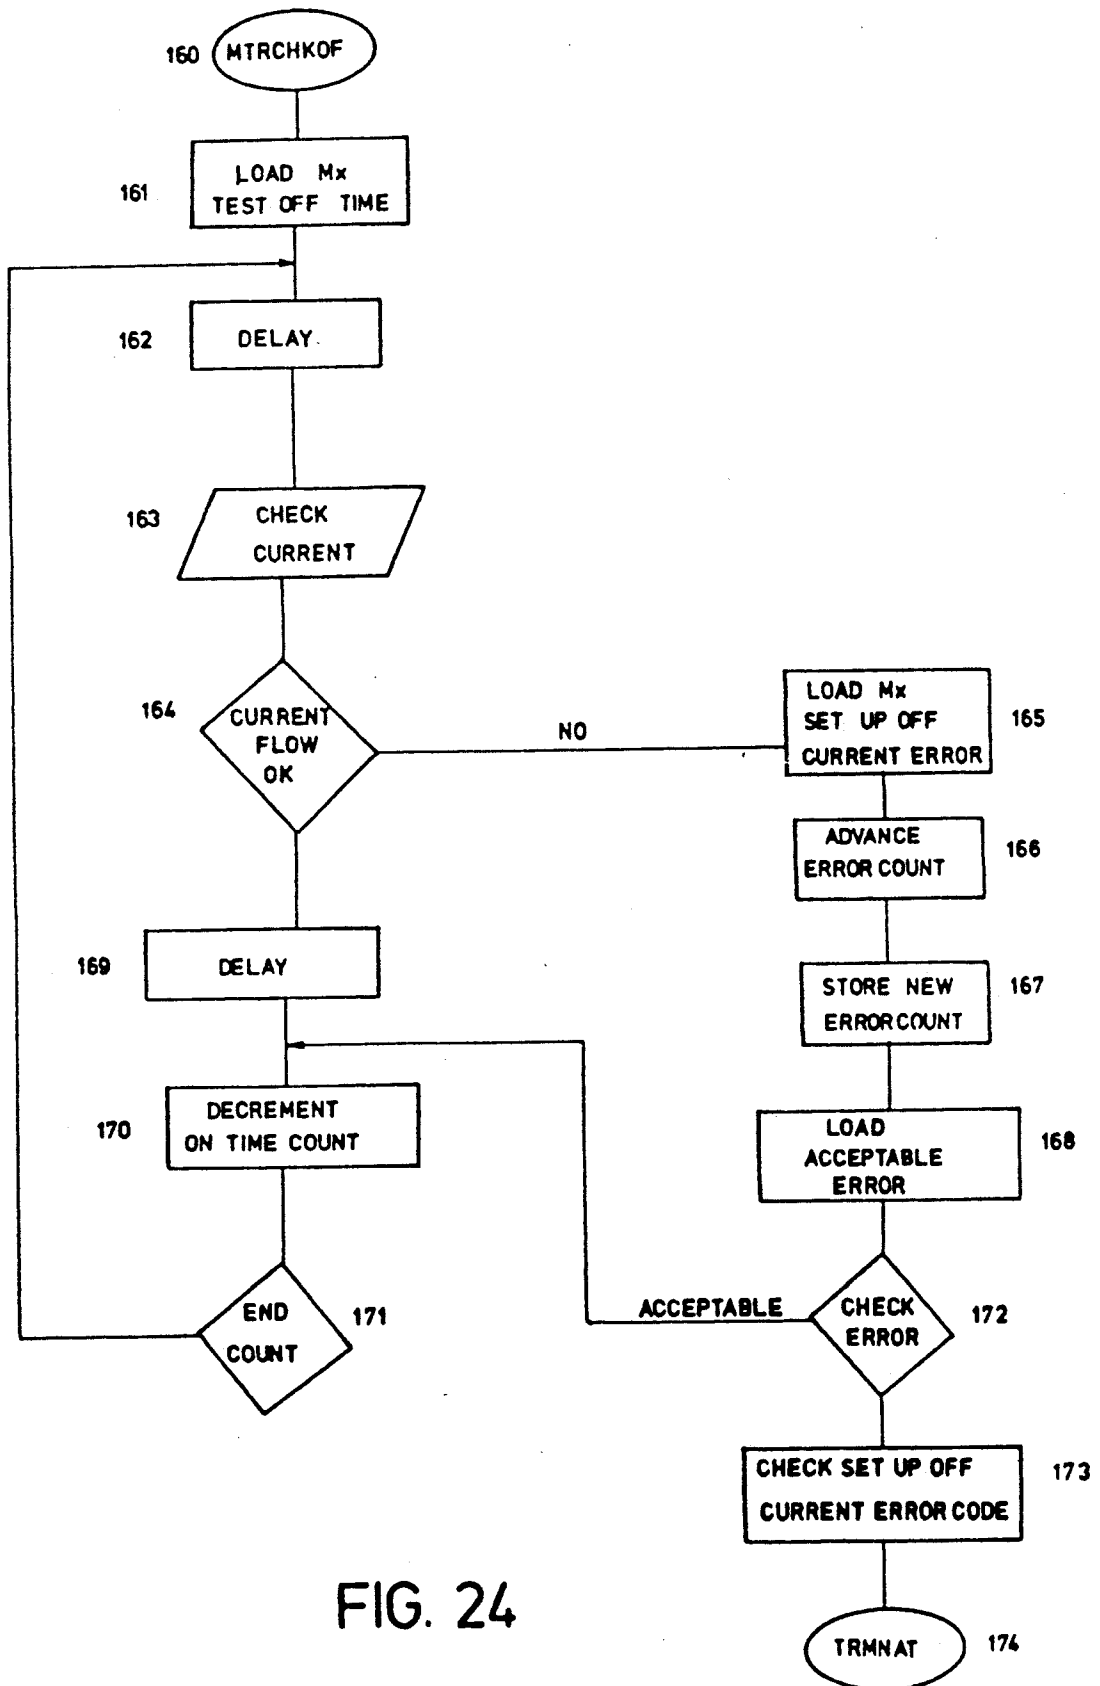 160 MTRCHKOF
161
LOAD Mx
TEST OFF TIME
162
DELAY
163
CHECK
CURRENT
164
CURRENT
FLOW
OK
NO
LOAD Mx
SET UP OFF
CURRENT ERROR
165
ADVANCE
ERROR COUNT
166
STORE NEW
ERROR COUNT
167
LOAD
ACCEPTABLE
ERROR
168
169
DELAY
170
DECREMENT
ON TIME COUNT
END
COUNT
171
ACCEPTABLE
CHECK
ERROR
172
CHECK SET UP OFF
CURRENT ERROR CODE
173
TRMNAT
174
FIG. 24